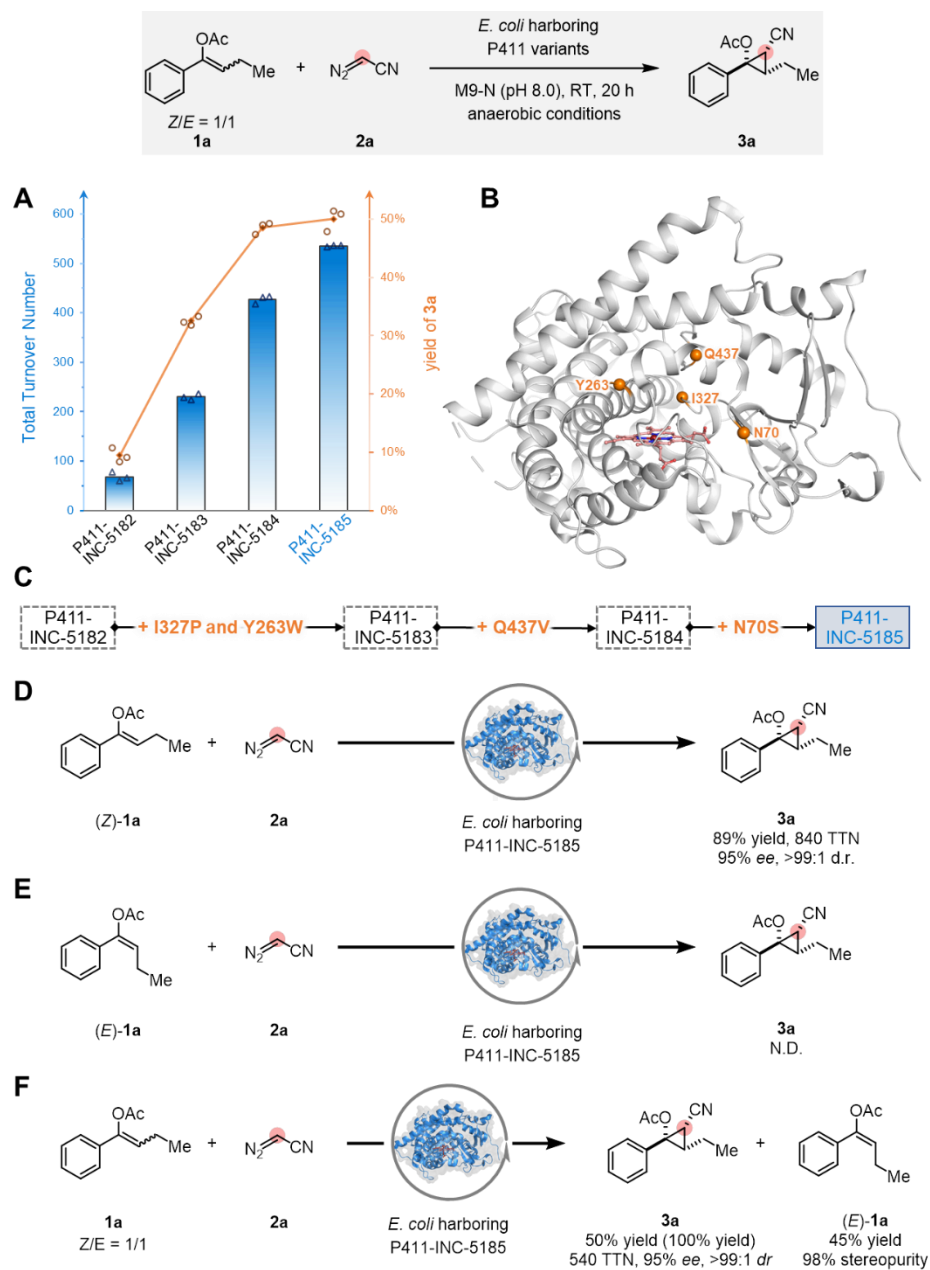 OAc
Me
Z/E = 1/1
1a
+
N2
CN
2a
E. coli harboring
P411 variants
M9-N (pH 8.0), RT, 20 h
anaerobic conditions
AcO
CN
Me
3a
A
Total Turnover Number
600
500
400
300
200
100
0
50%
40%
30%
20%
10%
0%
yield of 3a
P411-
INC-5182
P411-
INC-5183
P411-
INC-5184
P411-
INC-5185
B
Q437
Y263
I327
N70
C
P411-
INC-5182
+ I327P and Y263W
P411-
INC-5183
+ Q437V
P411-
INC-5184
+ N70S
P411-
INC-5185
D
OAc
Me
(Z)-1a
+
N2
CN
2a
E. coli harboring
P411-INC-5185
AcO
CN
Me
3a
89% yield, 840 TTN
95% ee, >99:1 d.r.
E
OAc
Me
(E)-1a
+
N2
CN
2a
E. coli harboring
P411-INC-5185
AcO
CN
Me
3a
N.D.
F
OAc
Me
1a
Z/E = 1/1
+
N2
CN
2a
E. coli harboring
P411-INC-5185
AcO
CN
Me
3a
50% yield (100% yield)
540 TTN, 95% ee, >99:1 dr
+
OAc
Me
(E)-1a
45% yield
98% stereopurity